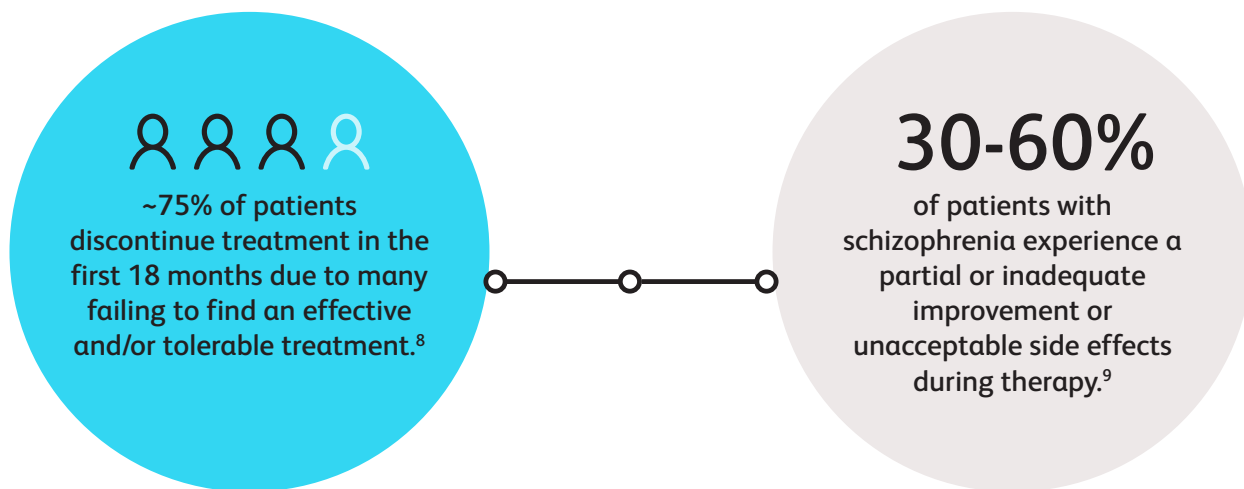 ~75% of patients
discontinue treatment in the
first 18 months due to many
failing to find an effective
and/or tolerable treatment.⁸
30-60%
of patients with
schizophrenia experience a
partial or inadequate
improvement or
unacceptable side effects
during therapy.⁹